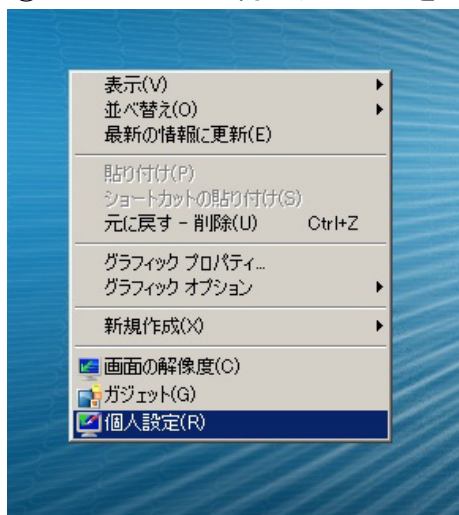 表示(V)
並べ替え(O)
最新の情報に更新(E)
貼り付け(P)
ショートカットの貼り付け(S)
元に戻す - 削除(U) Ctrl+Z
グラフィック プロパティ...
グラフィック オプション
新規作成(X)
画面の解像度(C)
ガジェット(G)
個人設定(R)